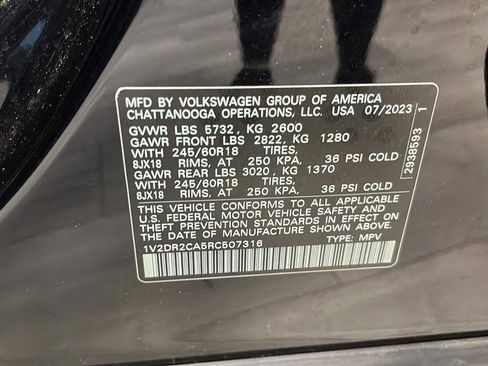 MFD BY VOLKSWAGEN GROUP OF AMERICA
CHATTANOOGA OPERATIONS, LLC. USA 07/2023
GVWR LBS 5732, KG 2600
GAWR FRONT LBS 2822, KG 1280
WITH 245/60R18 TIRES,
8JX18 RIMS, AT 250 KPA, 36 PSI COLD
GAWR REAR LBS 3020, KG 1370
WITH 245/60R18 TIRES,
8JX18 RIMS, AT 250 KPA, 36 PSI COLD
THIS VEHICLE CONFORMS TO ALL APPLICABLE
U.S. FEDERAL MOTOR VEHICLE SAFETY AND
THEFT PREVENTION STANDARDS IN EFFECT ON
THE DATE OF MANUFACTURE SHOWN ABOVE.
1V2DR2CA5RC507316 TYPE: MPV
2938593 1